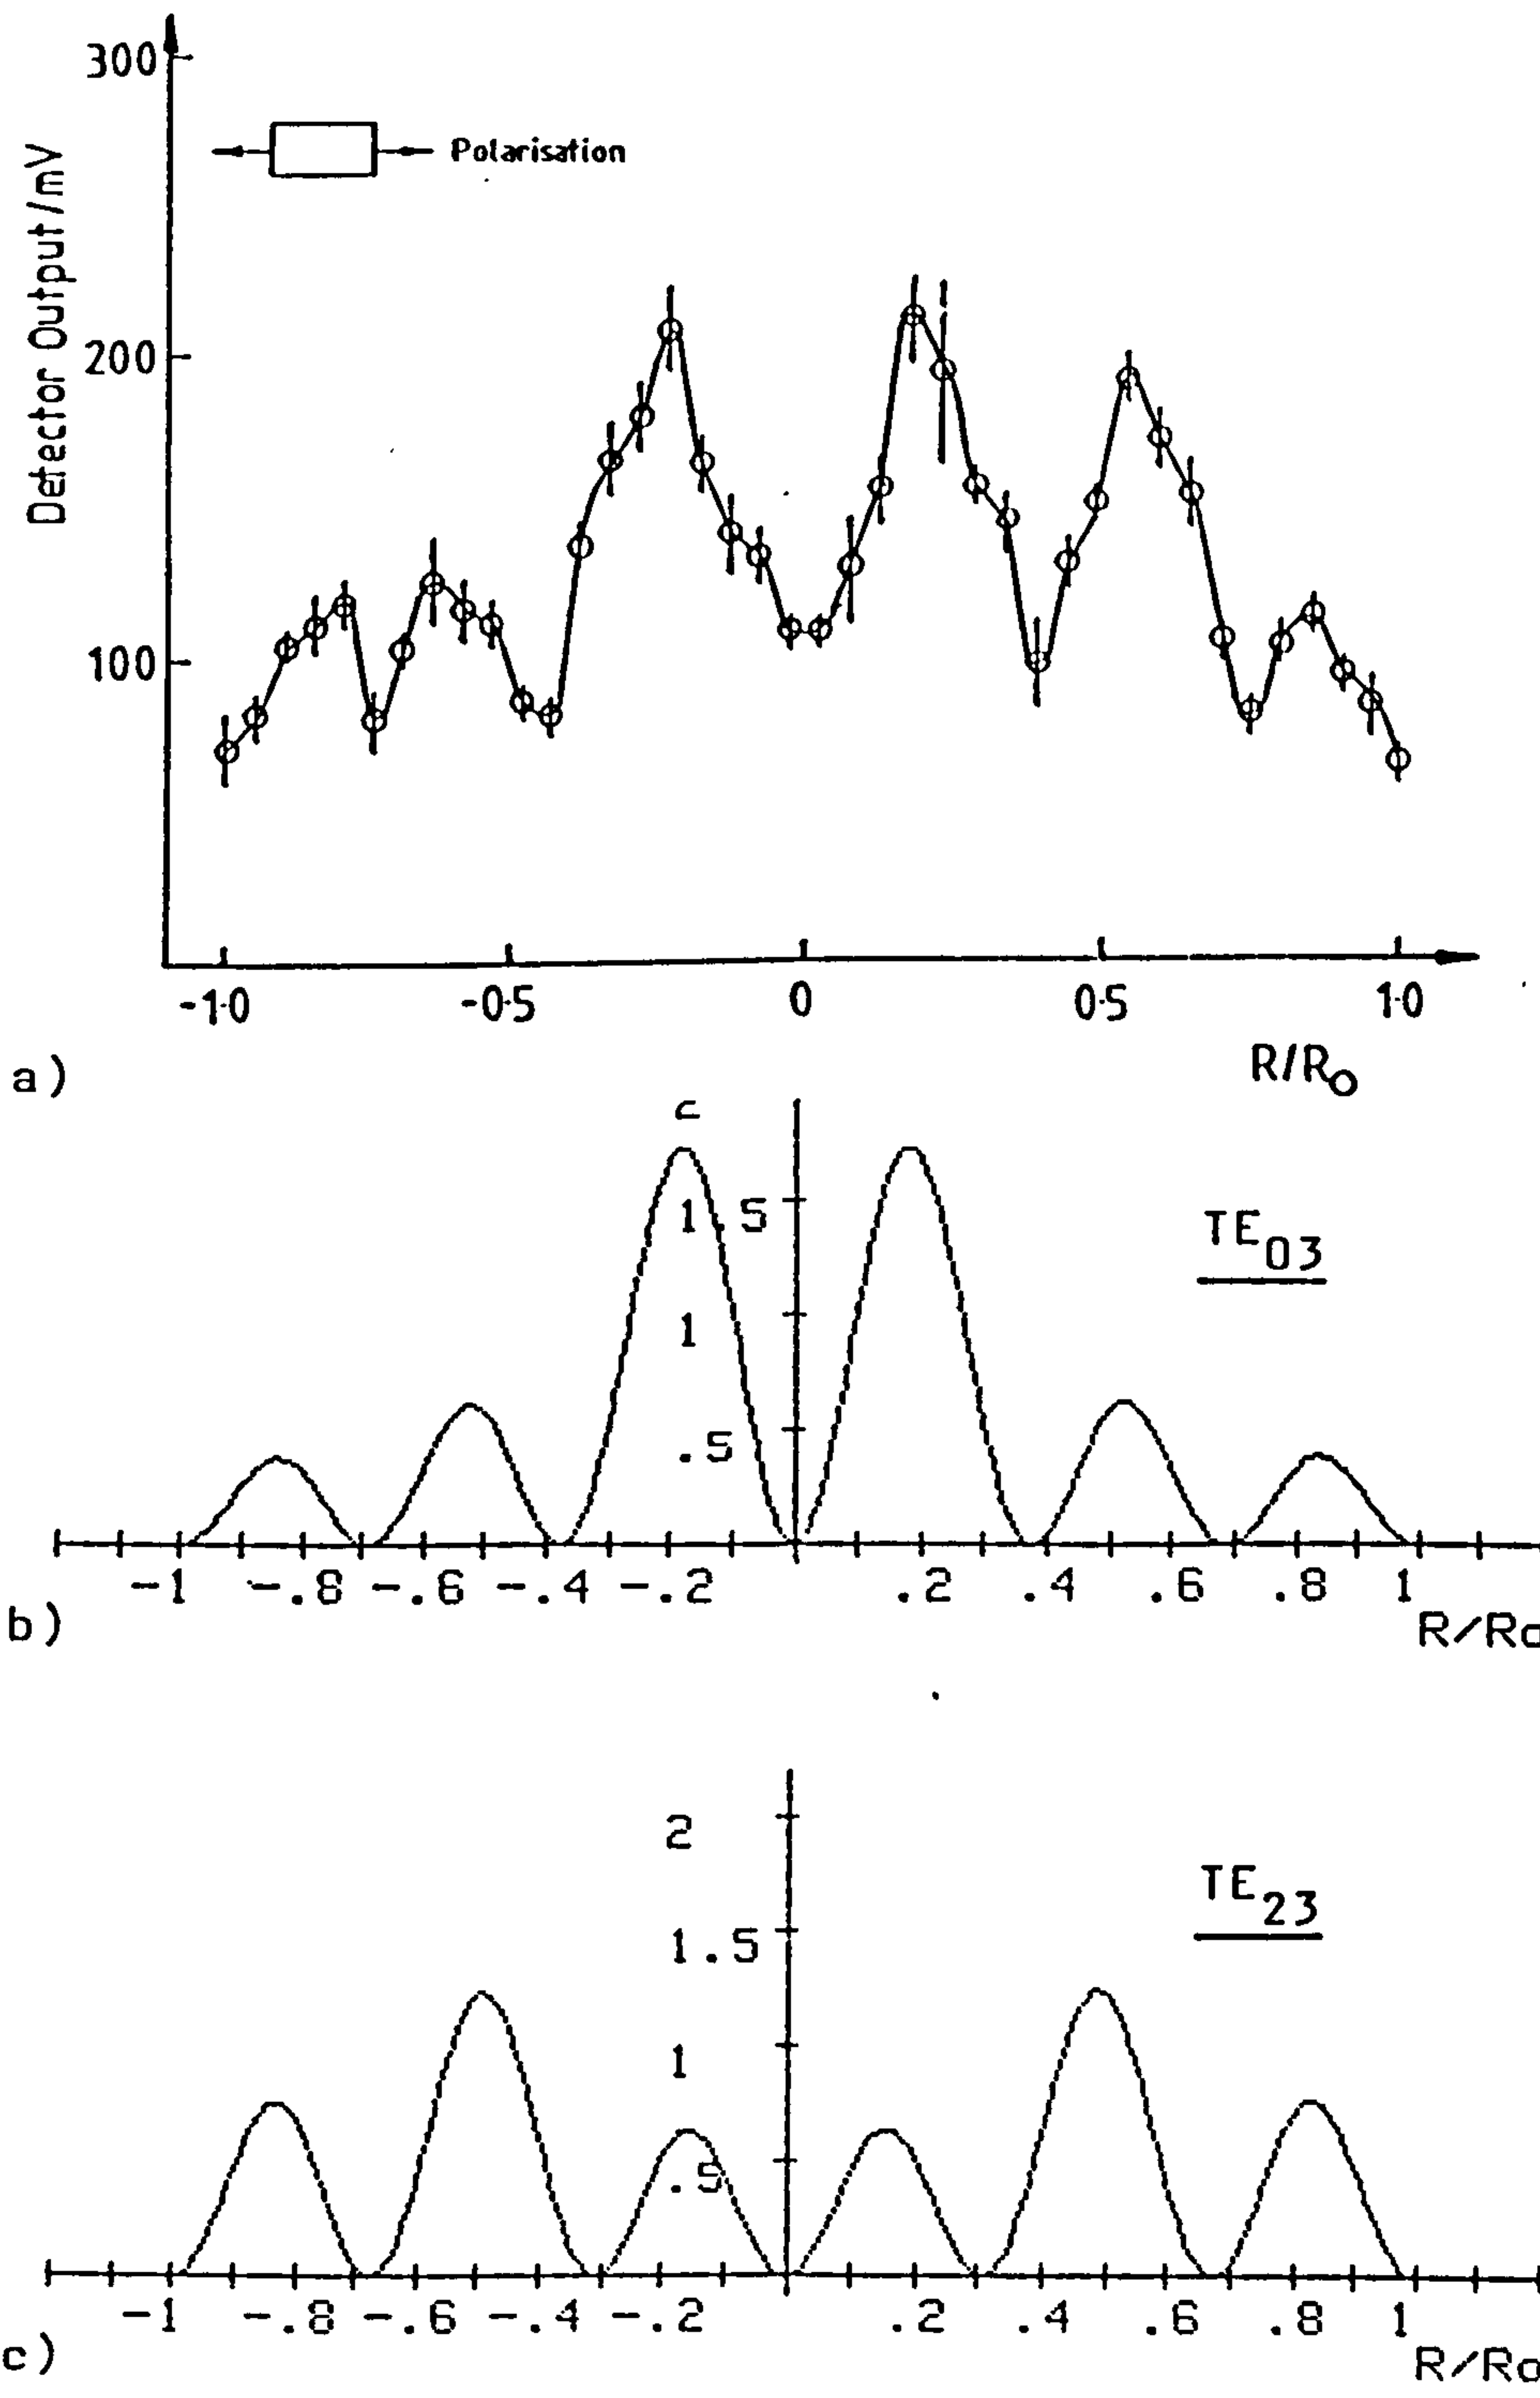 300
Polarisation
Detector Output/mV
200
100
-1·0 -0·5 0 0·5 1·0
R/R₀
a)
1 5
TE₀₃
1
.5
-1 -.8 -.6 -.4 -.2 .2 .4 .6 .8 1
b)
R/Ro
2
TE₂₃
1.5
1
.5
-1 -.8 -.6 -.4 -.2 .2 .4 .6 .8 1
c)
R/Ro